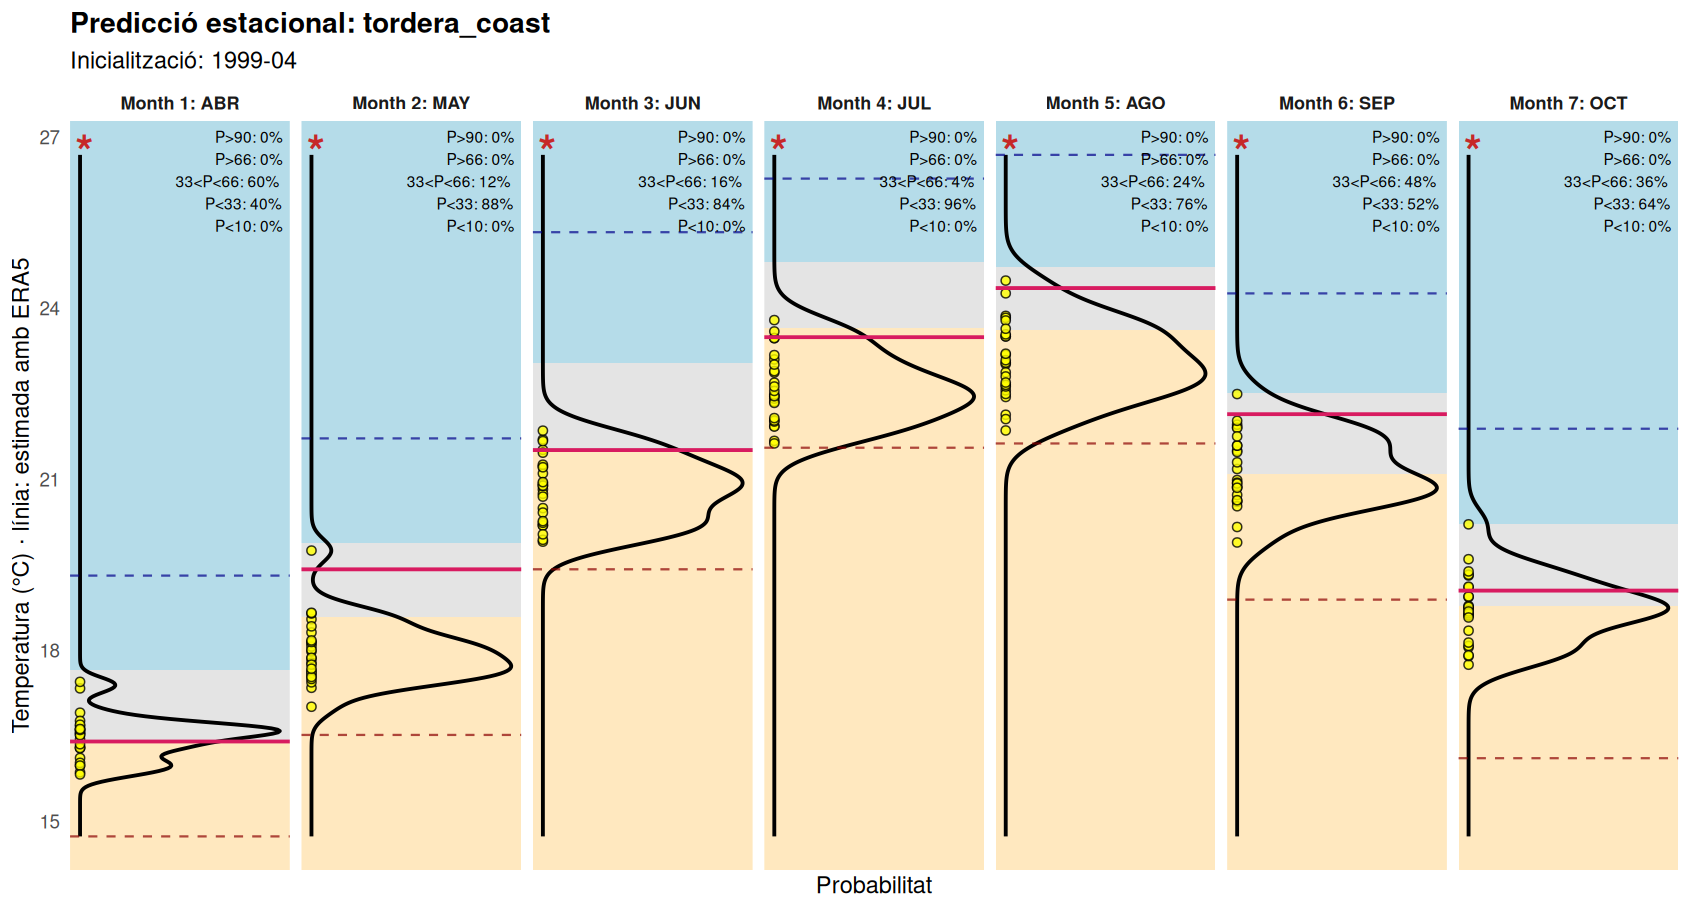 Predicció estacional: tordera_coast
Inicialització: 1999-04
Month 1: ABR
Month 2: MAY
Month 3: JUN
Month 4: JUL
Month 5: AGO
Month 6: SEP
Month 7: OCT
*
P>90: 0%
P>66: 0%
33<P<66: 60%
P<33: 40%
P<10: 0%
*
P>90: 0%
P>66: 0%
33<P<66: 12%
P<33: 88%
P<10: 0%
*
P>90: 0%
P>66: 0%
33<P<66: 16%
P<33: 84%
P<10: 0%
*
P>90: 0%
P>66: 0%
33<P<66: 4%
P<33: 96%
P<10: 0%
*
P>90: 0%
P>66: 0%
33<P<66: 24%
P<33: 76%
P<10: 0%
*
P>90: 0%
P>66: 0%
33<P<66: 48%
P<33: 52%
P<10: 0%
*
P>90: 0%
P>66: 0%
33<P<66: 36%
P<33: 64%
P<10: 0%
27
24
21
18
15
Temperatura (°C) · línia: estimada amb ERA5
Probabilitat